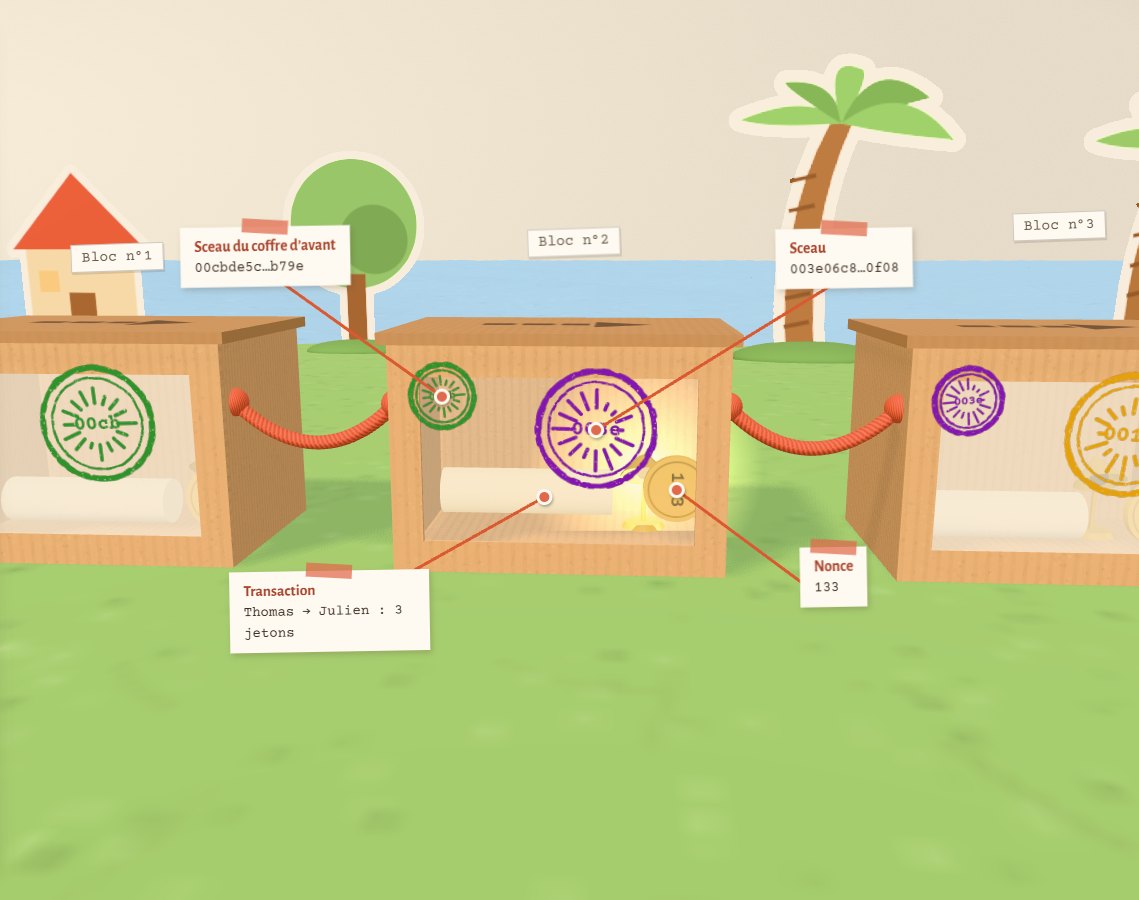 Bloc n°1
Sceau du coffre d'avant
00cbde5c…b79e
Bloc n°2
Sceau
003e06c8…0f08
Bloc n°3
00cb
003e
001
133
Transaction
Thomas → Julien : 3
jetons
Nonce
133